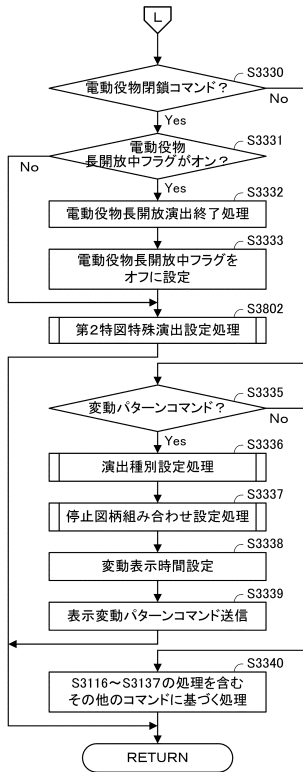 L
S3330
電動役物閉鎖コマンド？
No
Yes
S3331
電動役物
長開放中フラグがオン？
No
Yes
S3332
電動役物長開放演出終了処理
S3333
電動役物長開放中フラグを
オフに設定
S3802
第2特図特殊演出設定処理
S3335
変動パターンコマンド？
No
Yes
S3336
演出種別設定処理
S3337
停止図柄組み合わせ設定処理
S3338
変動表示時間設定
S3339
表示変動パターンコマンド送信
S3340
S3116～S3137の処理を含む
その他のコマンドに基づく処理
RETURN